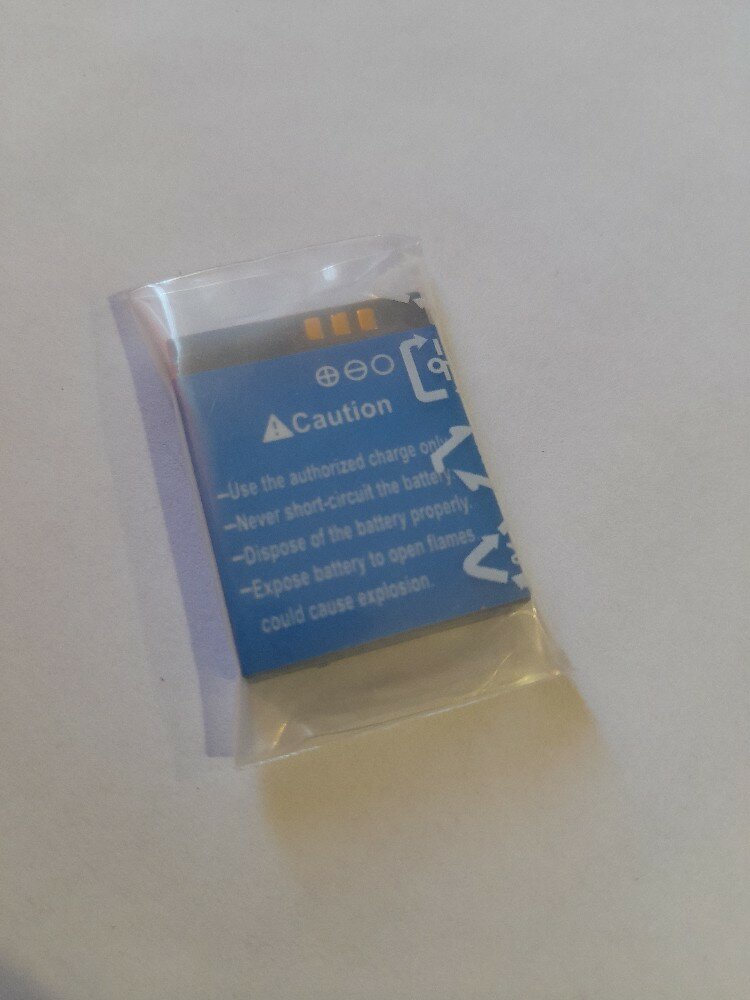 Caution
–Use the authorized charge only
–Never short-circuit the battery
–Dispose of the battery properly.
–Expose battery to open flames
could cause explosion.